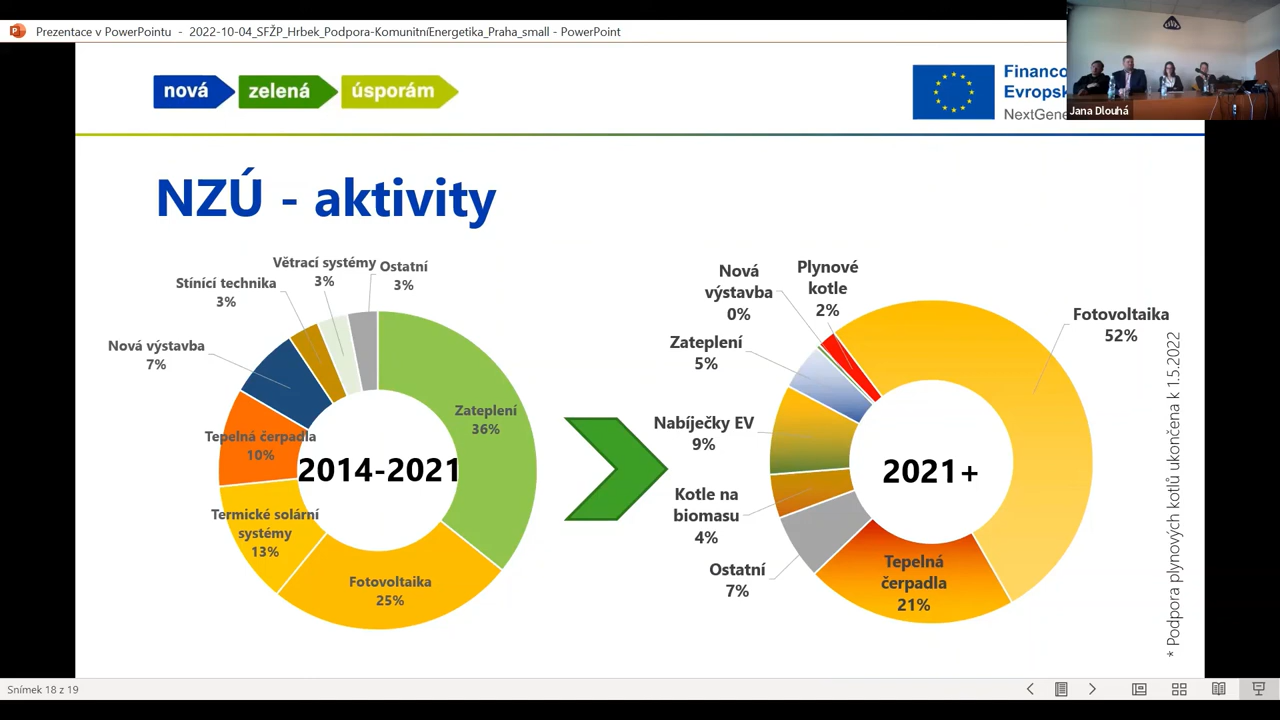 Prezentace v PowerPointu - 2022-10-04_SFŽP_Hrbek_Podpora-KomunitníEnergetika_Praha_small - PowerPoint
nová
zelená
úsporám
Financo
Evropsk
NextGene
Jana Dlouhá
NZÚ - aktivity
Větrací systémy
3%
Ostatní
3%
Stínící technika
3%
Nová výstavba
7%
Tepelná čerpadla
10%
Termické solární
systémy
13%
Fotovoltaika
25%
Zateplení
36%
2014-2021
Nová
výstavba
0%
Plynové
kotle
2%
Fotovoltaika
52%
Zateplení
5%
Nabíječky EV
9%
Kotle na
biomasu
4%
Ostatní
7%
Tepelná
čerpadla
21%
2021+
* Podpora plynových kotlů ukončena k 1.5.2022
Snímek 18 z 19